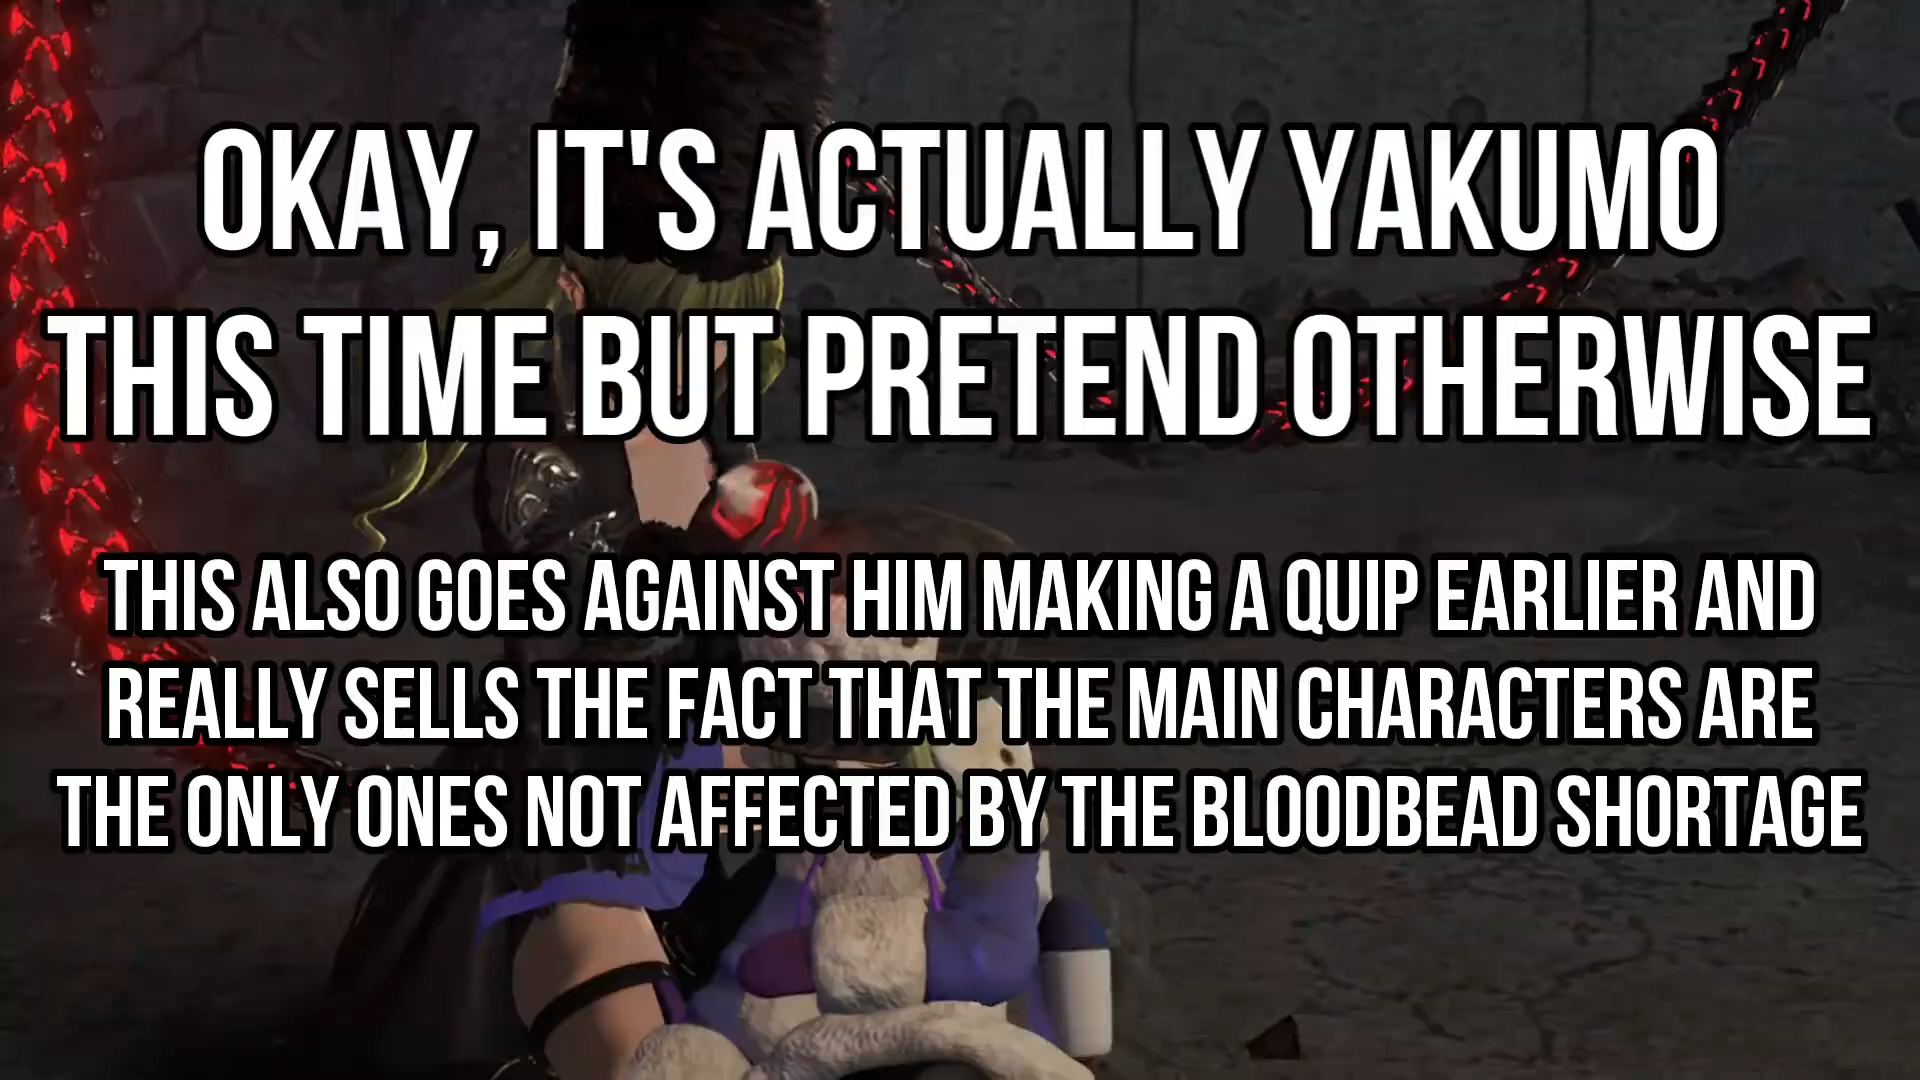 OKAY, IT'S ACTUALLY YAKUMO
THIS TIME BUT PRETEND OTHERWISE
THIS ALSO GOES AGAINST HIM MAKING A QUIP EARLIER AND
REALLY SELLS THE FACT THAT THE MAIN CHARACTERS ARE
THE ONLY ONES NOT AFFECTED BY THE BLOODBEAD SHORTAGE